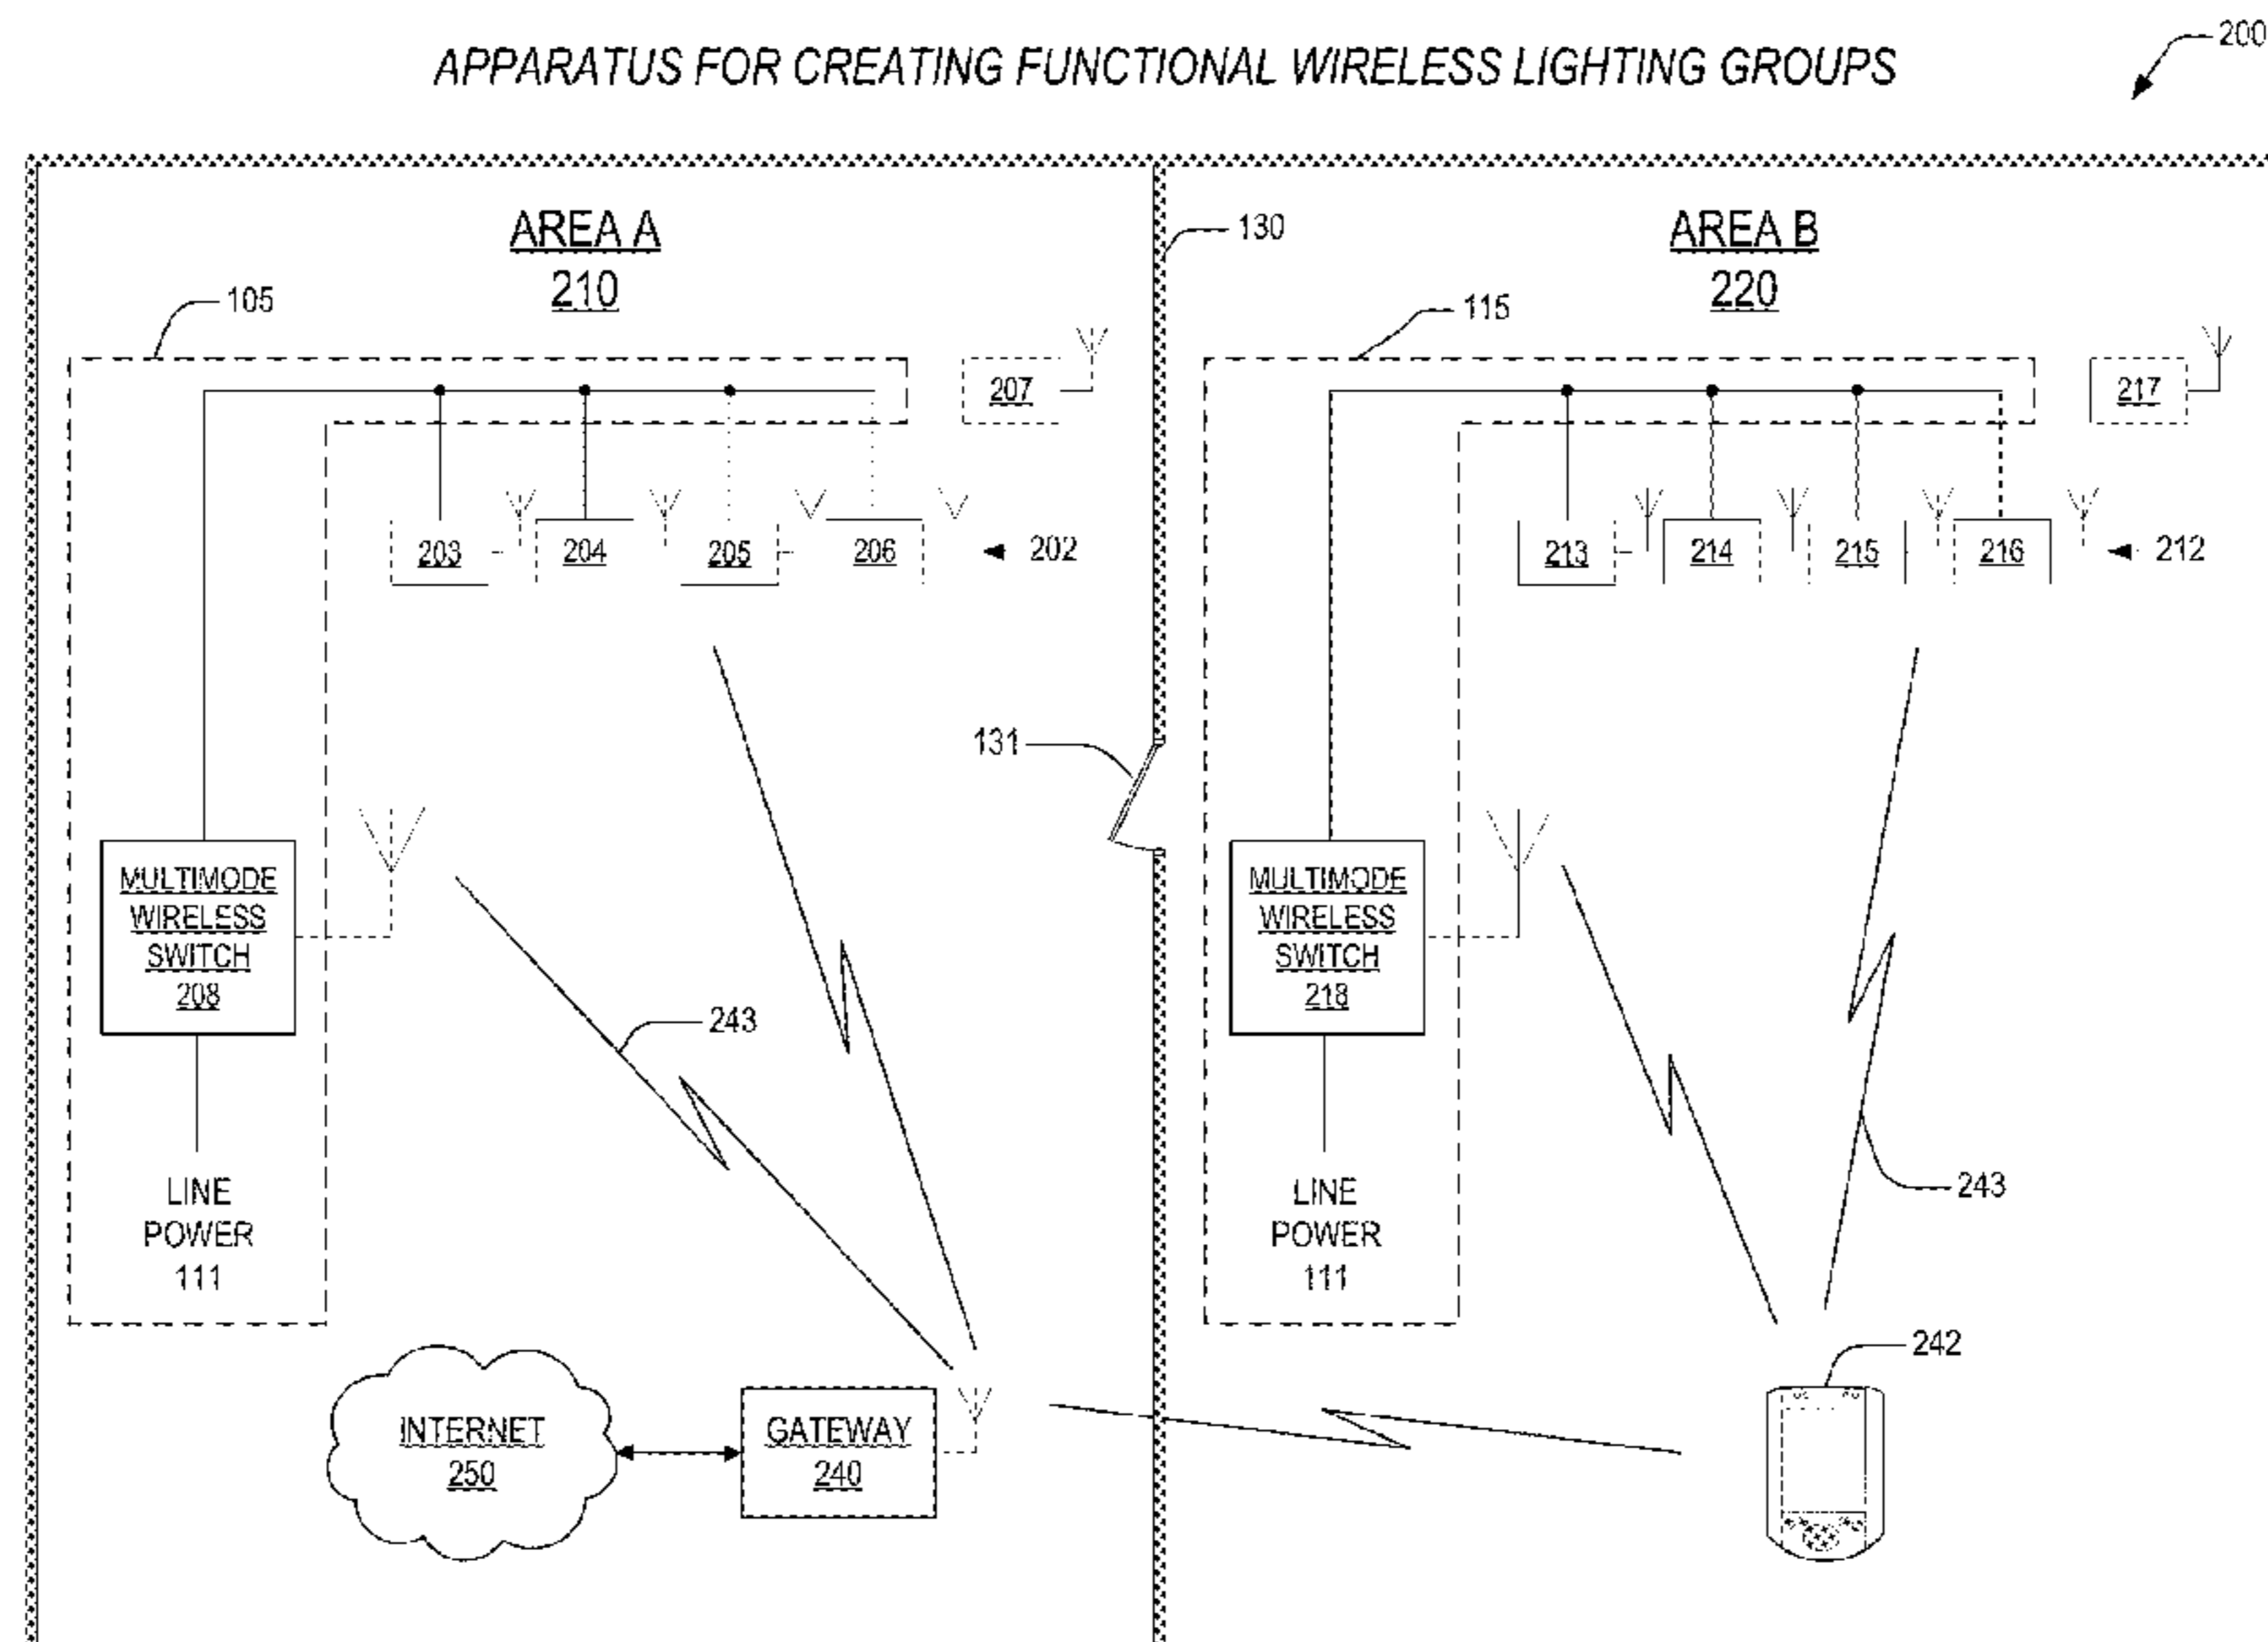 200
APPARATUS FOR CREATING FUNCTIONAL WIRELESS LIGHTING GROUPS
AREA A
210
130
AREA B
220
105
115
207
217
203
204
205
206
202
213
214
215
216
212
131
MULTIMODE
WIRELESS
SWITCH
208
MULTIMODE
WIRELESS
SWITCH
218
243
243
LINE
POWER
111
LINE
POWER
111
242
INTERNET
250
GATEWAY
240